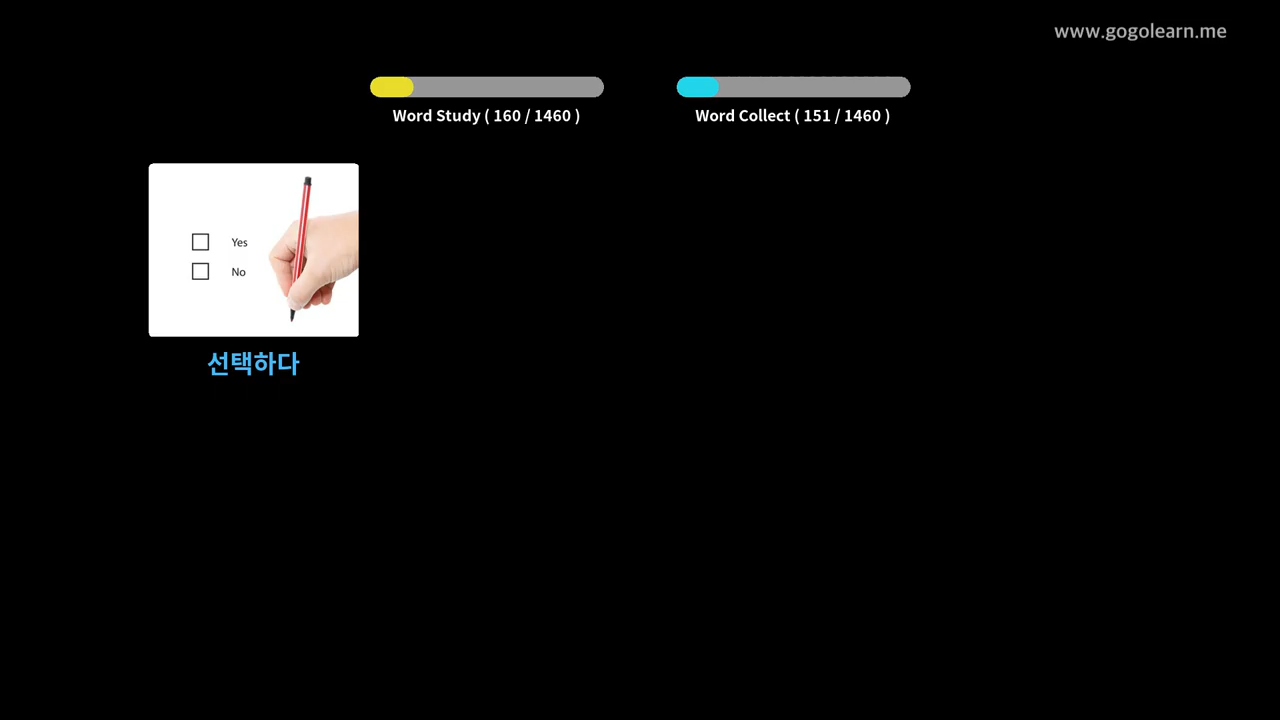 www.gogolearn.me
Word Study ( 160 / 1460 )
Word Collect ( 151 / 1460 )
Yes
No
선택하다